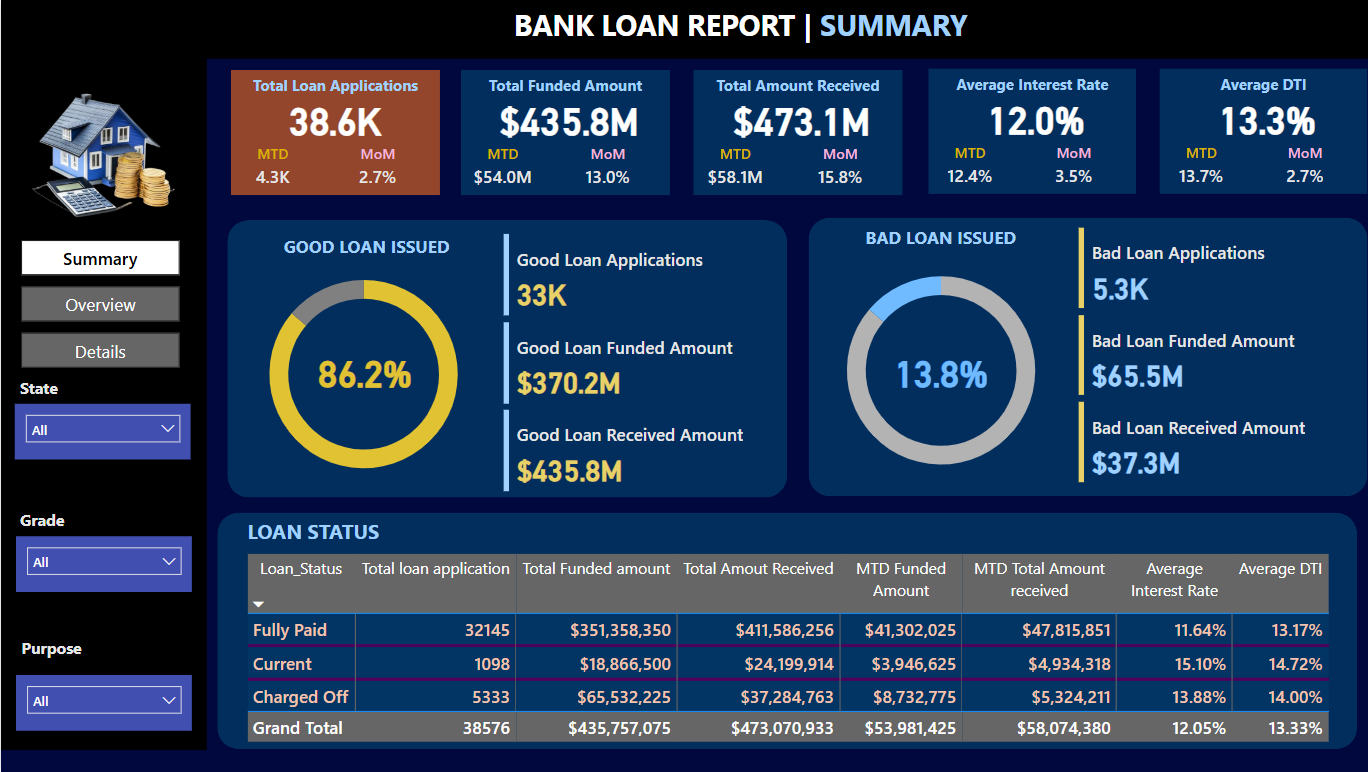 BANK LOAN REPORT | SUMMARY
Total Loan Applications
38.6K
MTD MoM
4.3K 2.7%
Total Funded Amount
$435.8M
MTD MoM
$54.0M 13.0%
Total Amount Received
$473.1M
MTD MoM
$58.1M 15.8%
Average Interest Rate
12.0%
MTD MoM
12.4% 3.5%
Average DTI
13.3%
MTD MoM
13.7% 2.7%
Summary
Overview
Details
State
All
Grade
All
Purpose
All
GOOD LOAN ISSUED
86.2%
Good Loan Applications
33K
Good Loan Funded Amount
$370.2M
Good Loan Received Amount
$435.8M
BAD LOAN ISSUED
13.8%
Bad Loan Applications
5.3K
Bad Loan Funded Amount
$65.5M
Bad Loan Received Amount
$37.3M
LOAN STATUS
Loan_Status Total loan application Total Funded amount Total Amout Received MTD Funded Amount MTD Total Amount received Average Interest Rate Average DTI
Fully Paid 32145 $351,358,350 $411,586,256 $41,302,025 $47,815,851 11.64% 13.17%
Current 1098 $18,866,500 $24,199,914 $3,946,625 $4,934,318 15.10% 14.72%
Charged Off 5333 $65,532,225 $37,284,763 $8,732,775 $5,324,211 13.88% 14.00%
Grand Total 38576 $435,757,075 $473,070,933 $53,981,425 $58,074,380 12.05% 13.33%